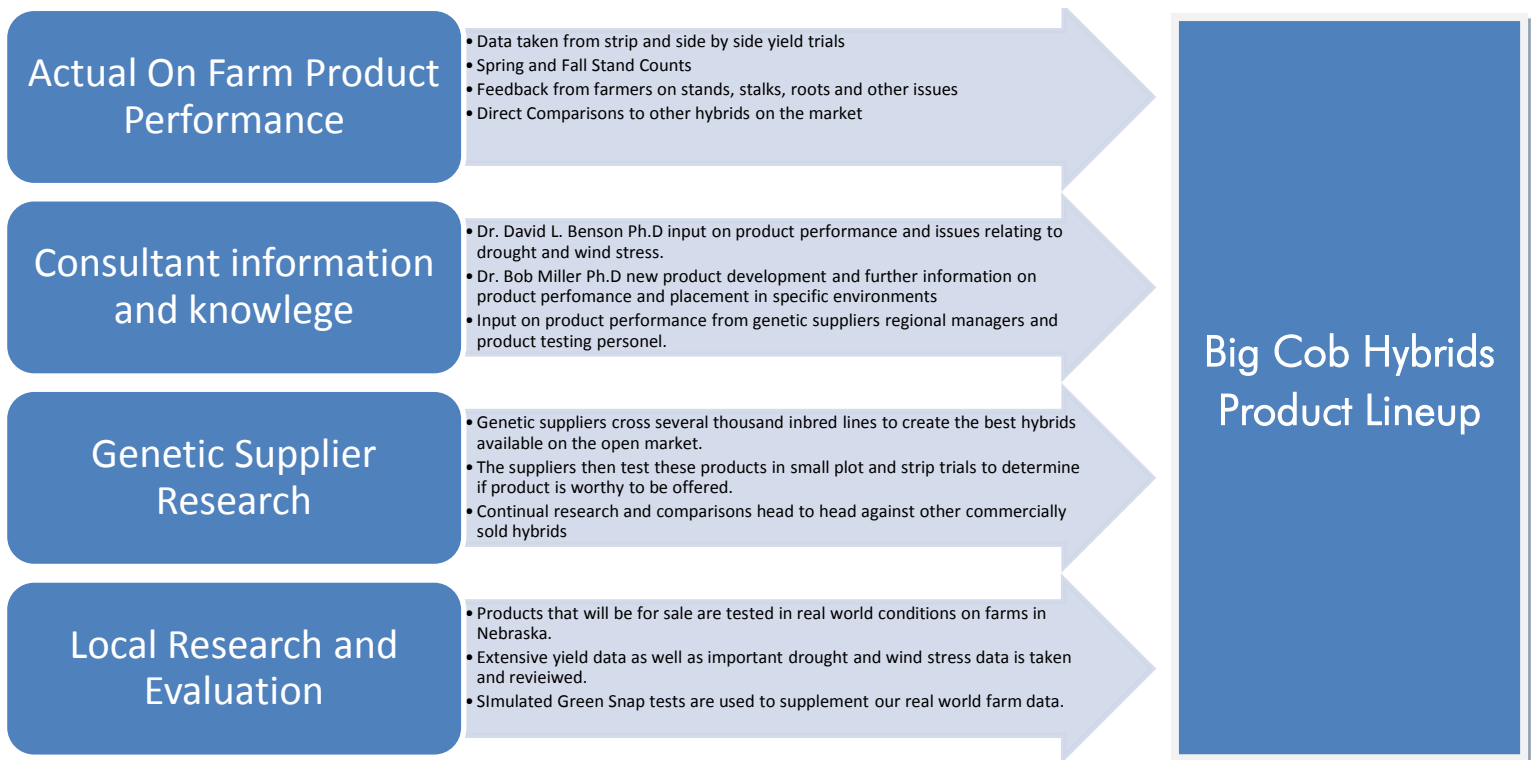 Actual On Farm Product
Performance
• Data taken from strip and side by side yield trials
• Spring and Fall Stand Counts
• Feedback from farmers on stands, stalks, roots and other issues
• Direct Comparisons to other hybrids on the market
Consultant information
and knowlege
• Dr. David L. Benson Ph.D input on product performance and issues relating to
drought and wind stress.
• Dr. Bob Miller Ph.D new product development and further information on
product perfomance and placement in specific environments
• Input on product performance from genetic suppliers regional managers and
product testing personel.
Genetic Supplier
Research
• Genetic suppliers cross several thousand inbred lines to create the best hybrids
available on the open market.
• The suppliers then test these products in small plot and strip trials to determine
if product is worthy to be offered.
• Continual research and comparisons head to head against other commercially
sold hybrids
Local Research and
Evaluation
• Products that will be for sale are tested in real world conditions on farms in
Nebraska.
• Extensive yield data as well as important drought and wind stress data is taken
and revieiwed.
• SImulated Green Snap tests are used to supplement our real world farm data.
Big Cob Hybrids
Product Lineup